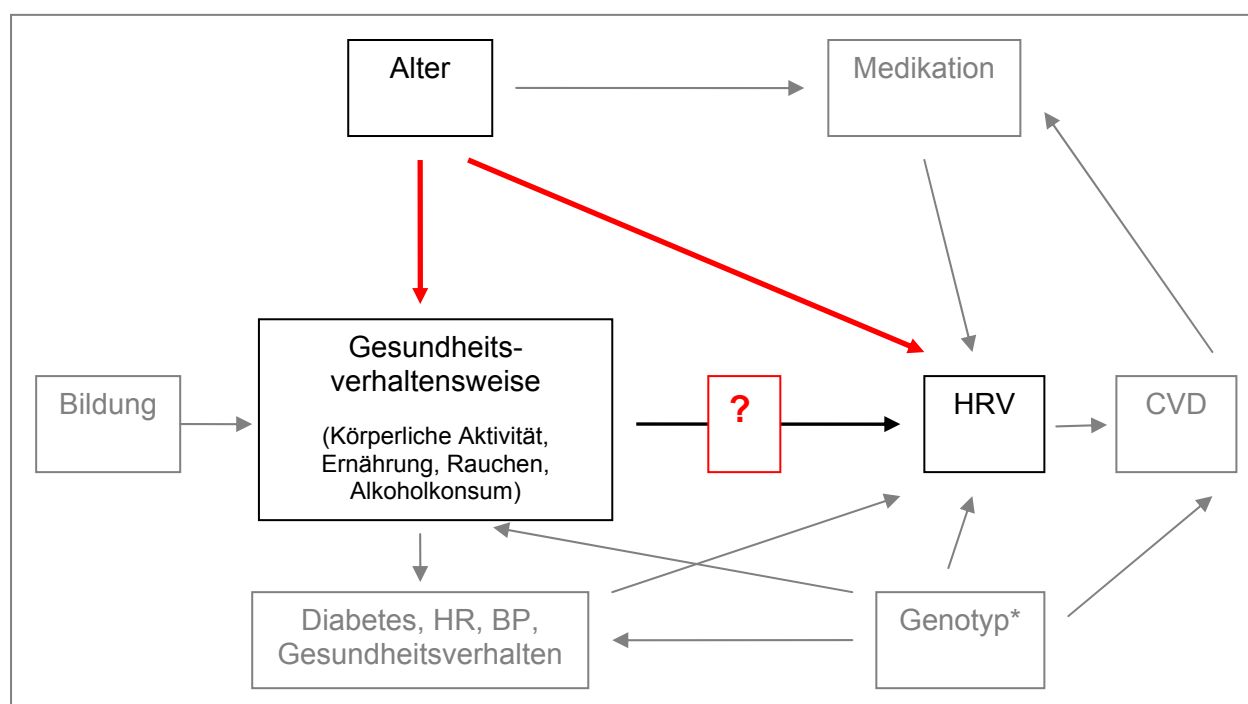 Alter
Medikation
Gesundheits-
verhaltensweise
(Körperliche Aktivität,
Ernährung, Rauchen,
Alkoholkonsum)
Bildung
?
HRV
CVD
Diabetes, HR, BP,
Gesundheitsverhalten
Genotyp*